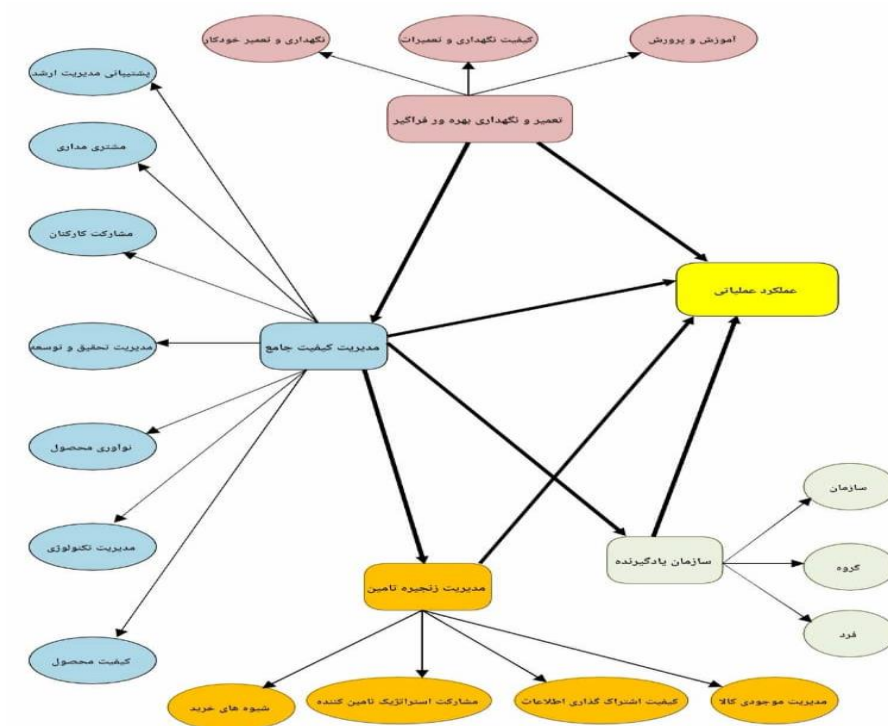 آموزش و پرورش
کیفیت نگهداری و تعمیرات
نگهداری و تعمیر خودکار
تعمیر و نگهداری بهره ور فراگیر
پشتیبانی مدیریت ارشد
مشتری مداری
مشارکت کارکنان
عملکرد عملیاتی
مدیریت کیفیت جامع
مدیریت تحقیق و توسعه
نوآوری محصول
مدیریت تکنولوژی
کیفیت محصول
سازمان یادگیرنده
سازمان
گروه
فرد
مدیریت زنجیره تامین
مدیریت موجودی کالا
کیفیت اشتراک گذاری اطلاعات
مشارکت استراتژیک تامین کننده
شیوه های خرید